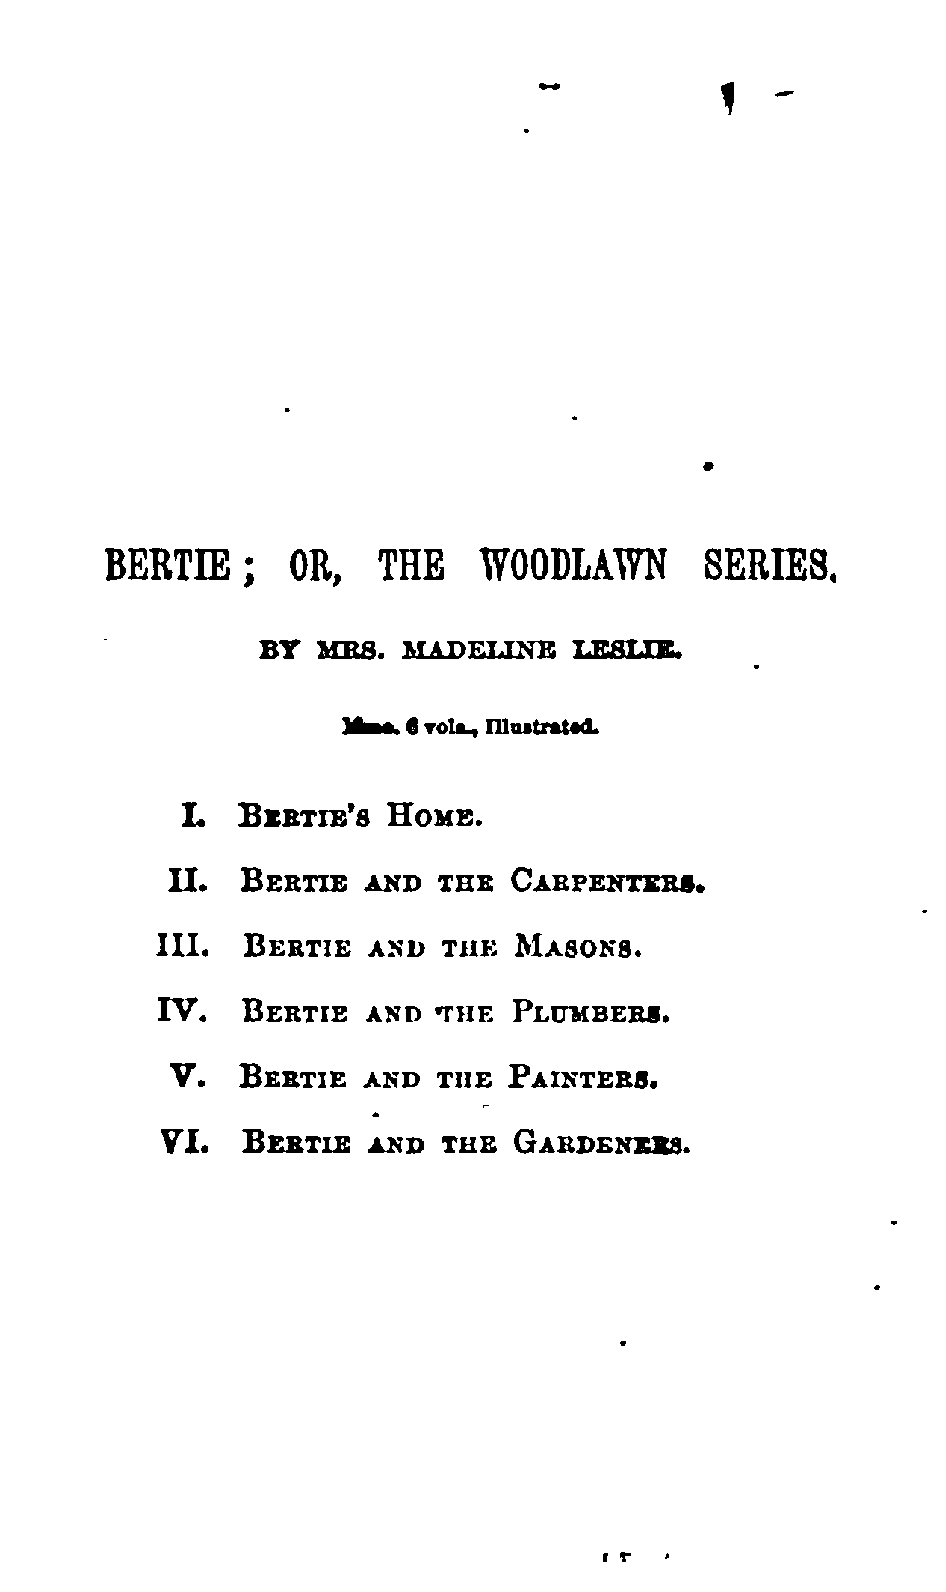 BERTIE; OR, THE WOODLAWN SERIES.
BY MRS. MADELINE LESLIE.
6 vols., Illustrated.
I. BERTIE'S HOME.
II. BERTIE AND THE CARPENTERS.
III. BERTIE AND THE MASONS.
IV. BERTIE AND THE PLUMBERS.
V. BERTIE AND THE PAINTERS.
VI. BERTIE AND THE GARDENERS.